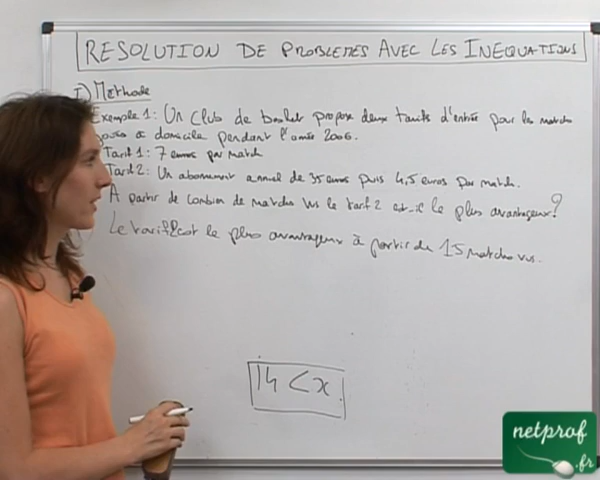 RESOLUTION DE PROBLEMES AVEC LES INEQUATIONS
I) Méthode
Exemple 1: Un club de basket propose deux tarifs d'entrée pour les matchs
joués à domicile pendant l'année 2006.
Tarif 1: 7 euros par match
Tarif 2: Un abonnement annuel de 35 euros puis 4,5 euros par match.
A partir de combien de matchs vus le tarif 2 est-il le plus avantageux?
Le tarif 2 est le plus avantageux à partir de 15 matchs vus.
14 < x
netprof
.fr